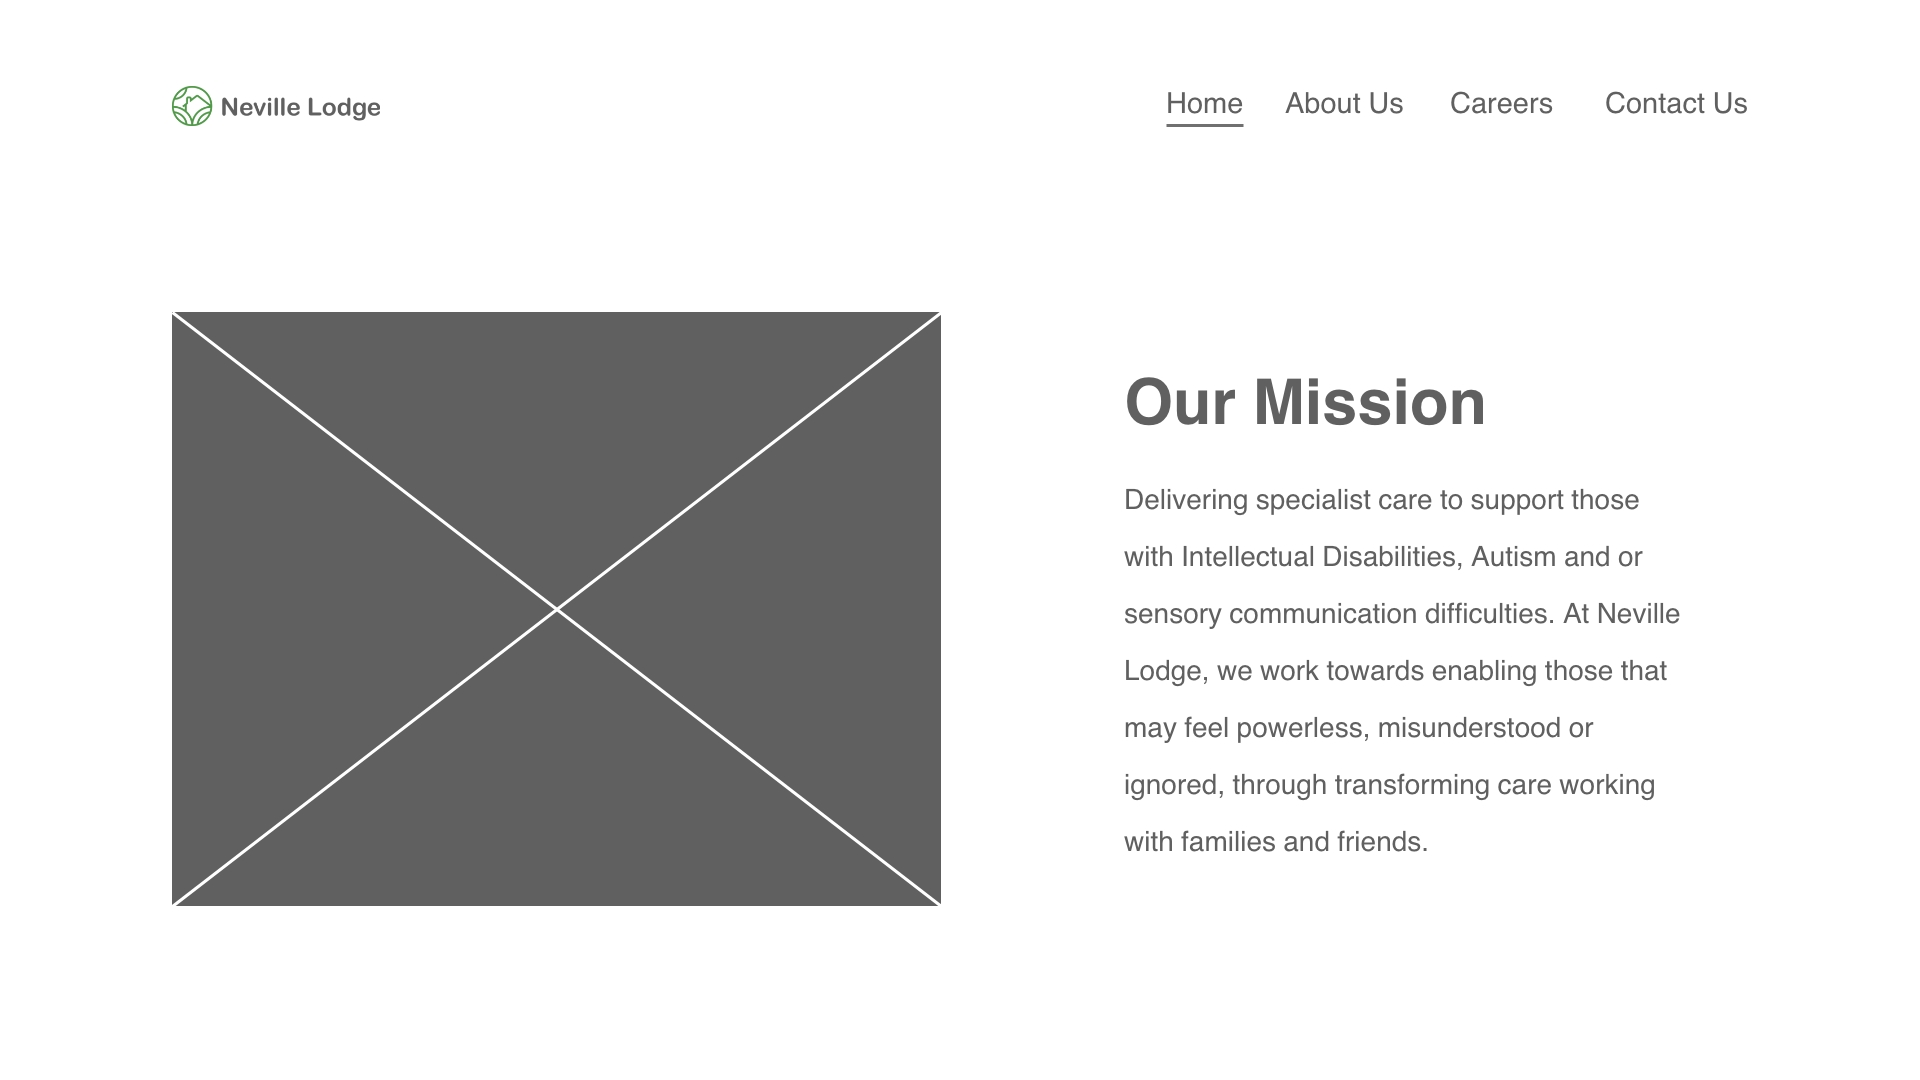 Neville Lodge
Home
About Us
Careers
Contact Us
Our Mission
Delivering specialist care to support those
with Intellectual Disabilities, Autism and or
sensory communication difficulties. At Neville
Lodge, we work towards enabling those that
may feel powerless, misunderstood or
ignored, through transforming care working
with families and friends.